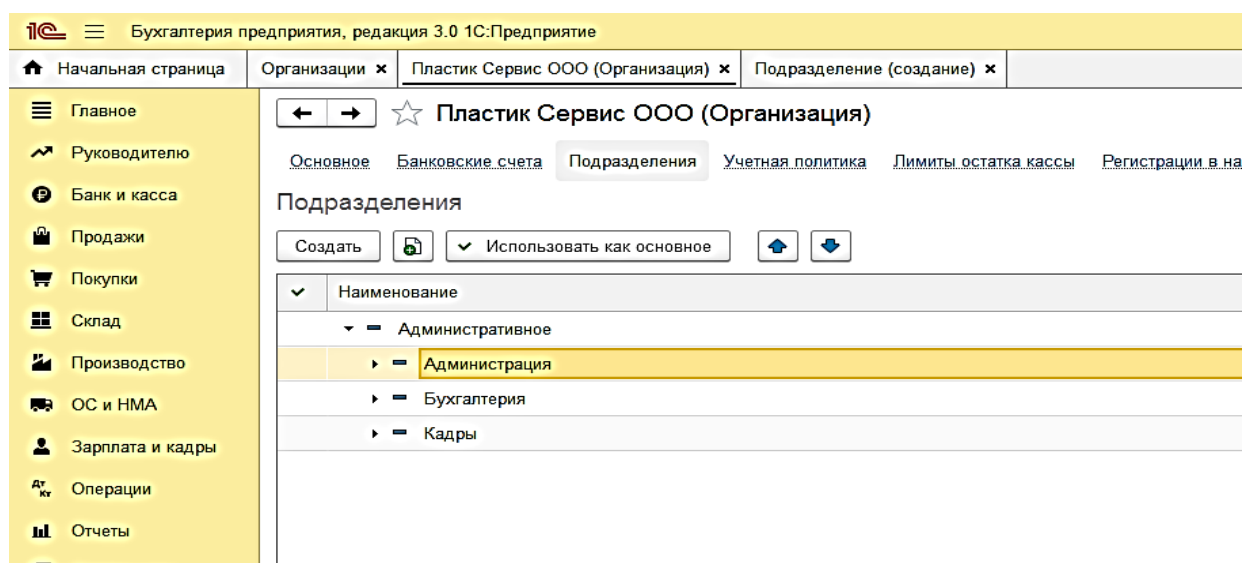 1С Бухгалтерия предприятия, редакция 3.0 1С:Предприятие
Начальная страница Организации × Пластик Сервис ООО (Организация) × Подразделение (создание) ×
Главное
Руководителю
Банк и касса
Продажи
Покупки
Склад
Производство
ОС и НМА
Зарплата и кадры
Дт Кт Операции
Отчеты
Пластик Сервис ООО (Организация)
Основное Банковские счета Подразделения Учетная политика Лимиты остатка кассы Регистрации в на
Подразделения
Создать Использовать как основное
Наименование
Административное
Администрация
Бухгалтерия
Кадры